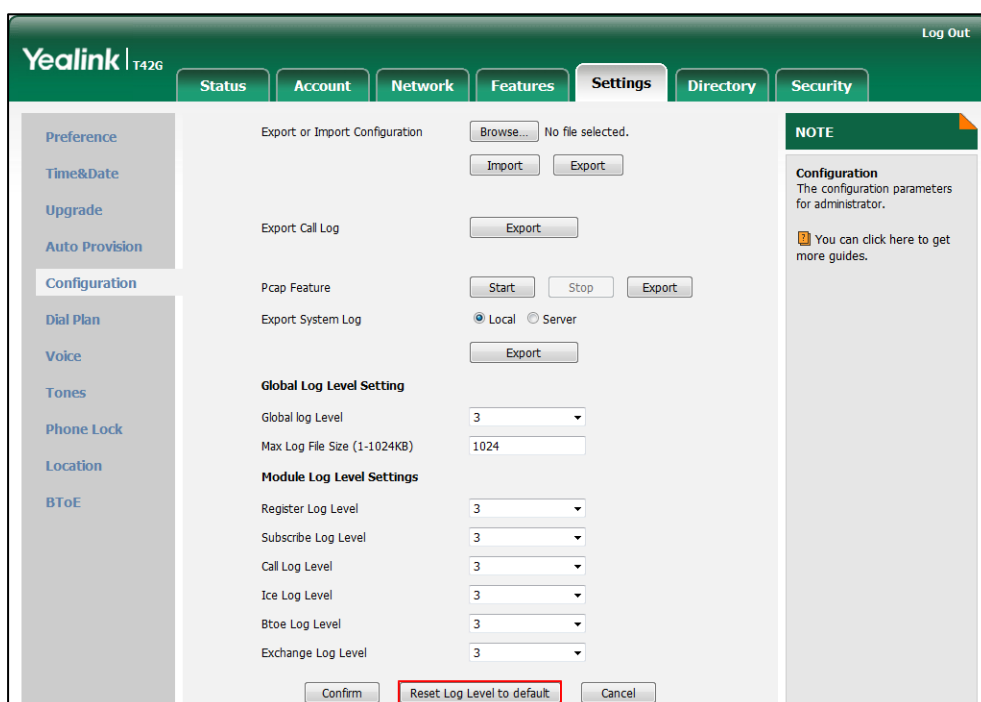 Log Out
Yealink T42G
Status Account Network Features Settings Directory Security
Preference
Time&Date
Upgrade
Auto Provision
Configuration
Dial Plan
Voice
Tones
Phone Lock
Location
BToE
Export or Import Configuration Browse... No file selected.
Import Export
Export Call Log Export
Pcap Feature Start Stop Export
Export System Log Local Server
Export
Global Log Level Setting
Global log Level 3
Max Log File Size (1-1024KB) 1024
Module Log Level Settings
Register Log Level 3
Subscribe Log Level 3
Call Log Level 3
Ice Log Level 3
Btoe Log Level 3
Exchange Log Level 3
Confirm Reset Log Level to default Cancel
NOTE
Configuration
The configuration parameters
for administrator.
? You can click here to get
more guides.